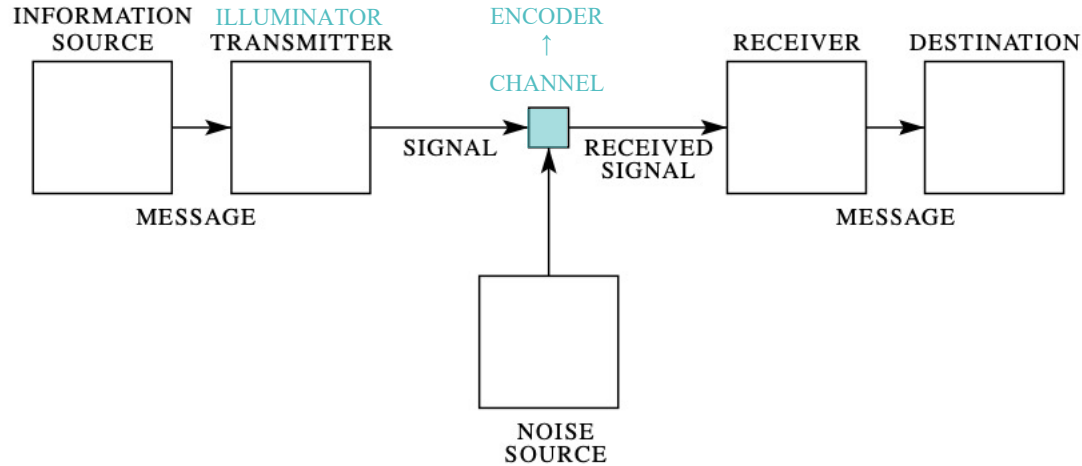 INFORMATION
SOURCE
ILLUMINATOR
TRANSMITTER
ENCODER
↑
CHANNEL
RECEIVER
DESTINATION
SIGNAL
RECEIVED
SIGNAL
MESSAGE
MESSAGE
NOISE
SOURCE